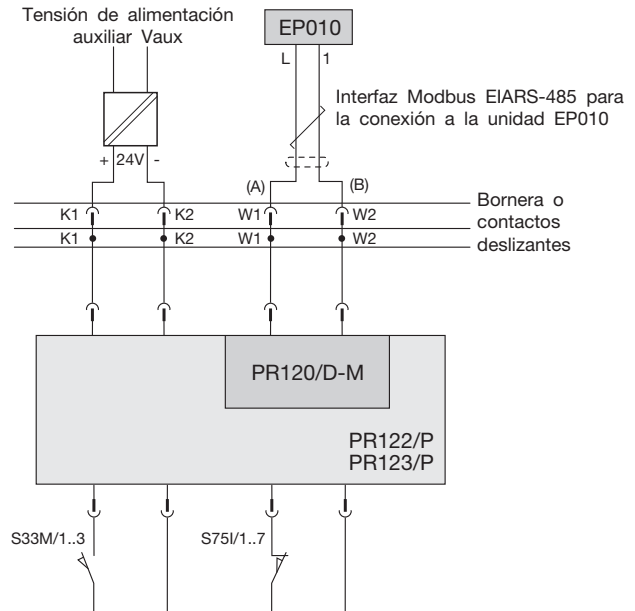 Tensión de alimentación
auxiliar Vaux
EP010
L 1
Interfaz Modbus EIARS-485 para
la conexión a la unidad EP010
+ 24V -
(A) (B)
K1 K2 W1 W2
Bornera o
contactos
deslizantes
K1 K2 W1 W2
PR120/D-M
PR122/P
PR123/P
S33M/1..3 S75I/1..7